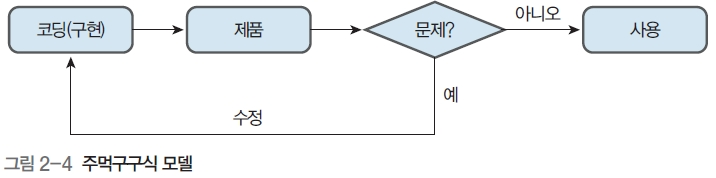 코딩(구현)
제품
문제?
아니오
사용
예
수정
그림 2-4 주먹구구식 모델